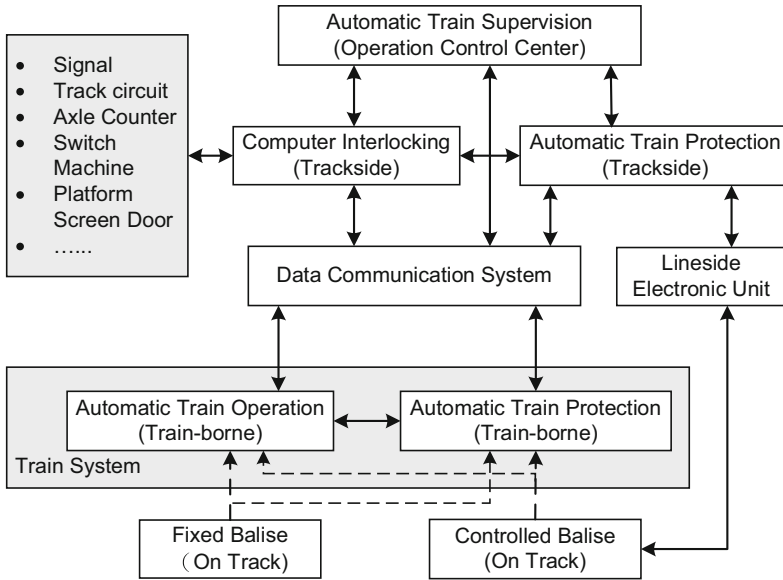 Automatic Train Supervision
(Operation Control Center)
• Signal
• Track circuit
• Axle Counter
• Switch
Machine
• Platform
Screen Door
• …...
Computer Interlocking
(Trackside)
Automatic Train Protection
(Trackside)
Data Communication System
Lineside
Electronic Unit
Automatic Train Operation
(Train-borne)
Automatic Train Protection
(Train-borne)
Train System
Fixed Balise
（On Track)
Controlled Balise
(On Track)